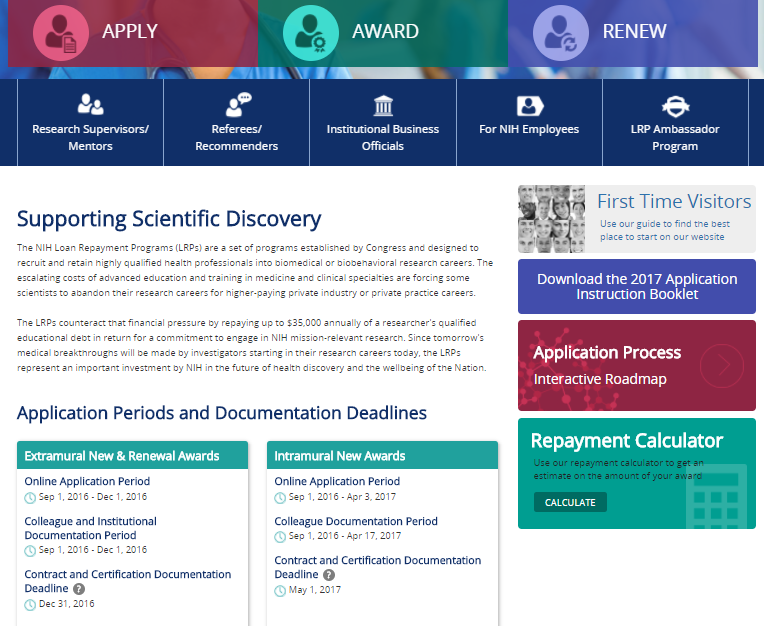 APPLY
AWARD
RENEW
Research Supervisors/
Mentors
Referees/
Recommenders
Institutional Business
Officials
For NIH Employees
LRP Ambassador
Program
Supporting Scientific Discovery
The NIH Loan Repayment Programs (LRPs) are a set of programs established by Congress and designed to
recruit and retain highly qualified health professionals into biomedical or biobehavioral research careers. The
escalating costs of advanced education and training in medicine and clinical specialties are forcing some
scientists to abandon their research careers for higher-paying private industry or private practice careers.
The LRPs counteract that financial pressure by repaying up to $35,000 annually of a researcher's qualified
educational debt in return for a commitment to engage in NIH mission-relevant research. Since tomorrow's
medical breakthroughs will be made by investigators starting in their research careers today, the LRPs
represent an important investment by NIH in the future of health discovery and the wellbeing of the Nation.
Application Periods and Documentation Deadlines
Extramural New & Renewal Awards
Online Application Period
Sep 1, 2016 - Dec 1, 2016
Colleague and Institutional
Documentation Period
Sep 1, 2016 - Dec 1, 2016
Contract and Certification Documentation
Deadline ?
Dec 31, 2016
Intramural New Awards
Online Application Period
Sep 1, 2016 - Apr 3, 2017
Colleague Documentation Period
Sep 1, 2016 - Apr 17, 2017
Contract and Certification Documentation
Deadline ?
May 1, 2017
First Time Visitors
Use our guide to find the best
place to start on our website
Download the 2017 Application
Instruction Booklet
Application Process
Interactive Roadmap
Repayment Calculator
Use our repayment calculator to get an
estimate on the amount of your award
CALCULATE